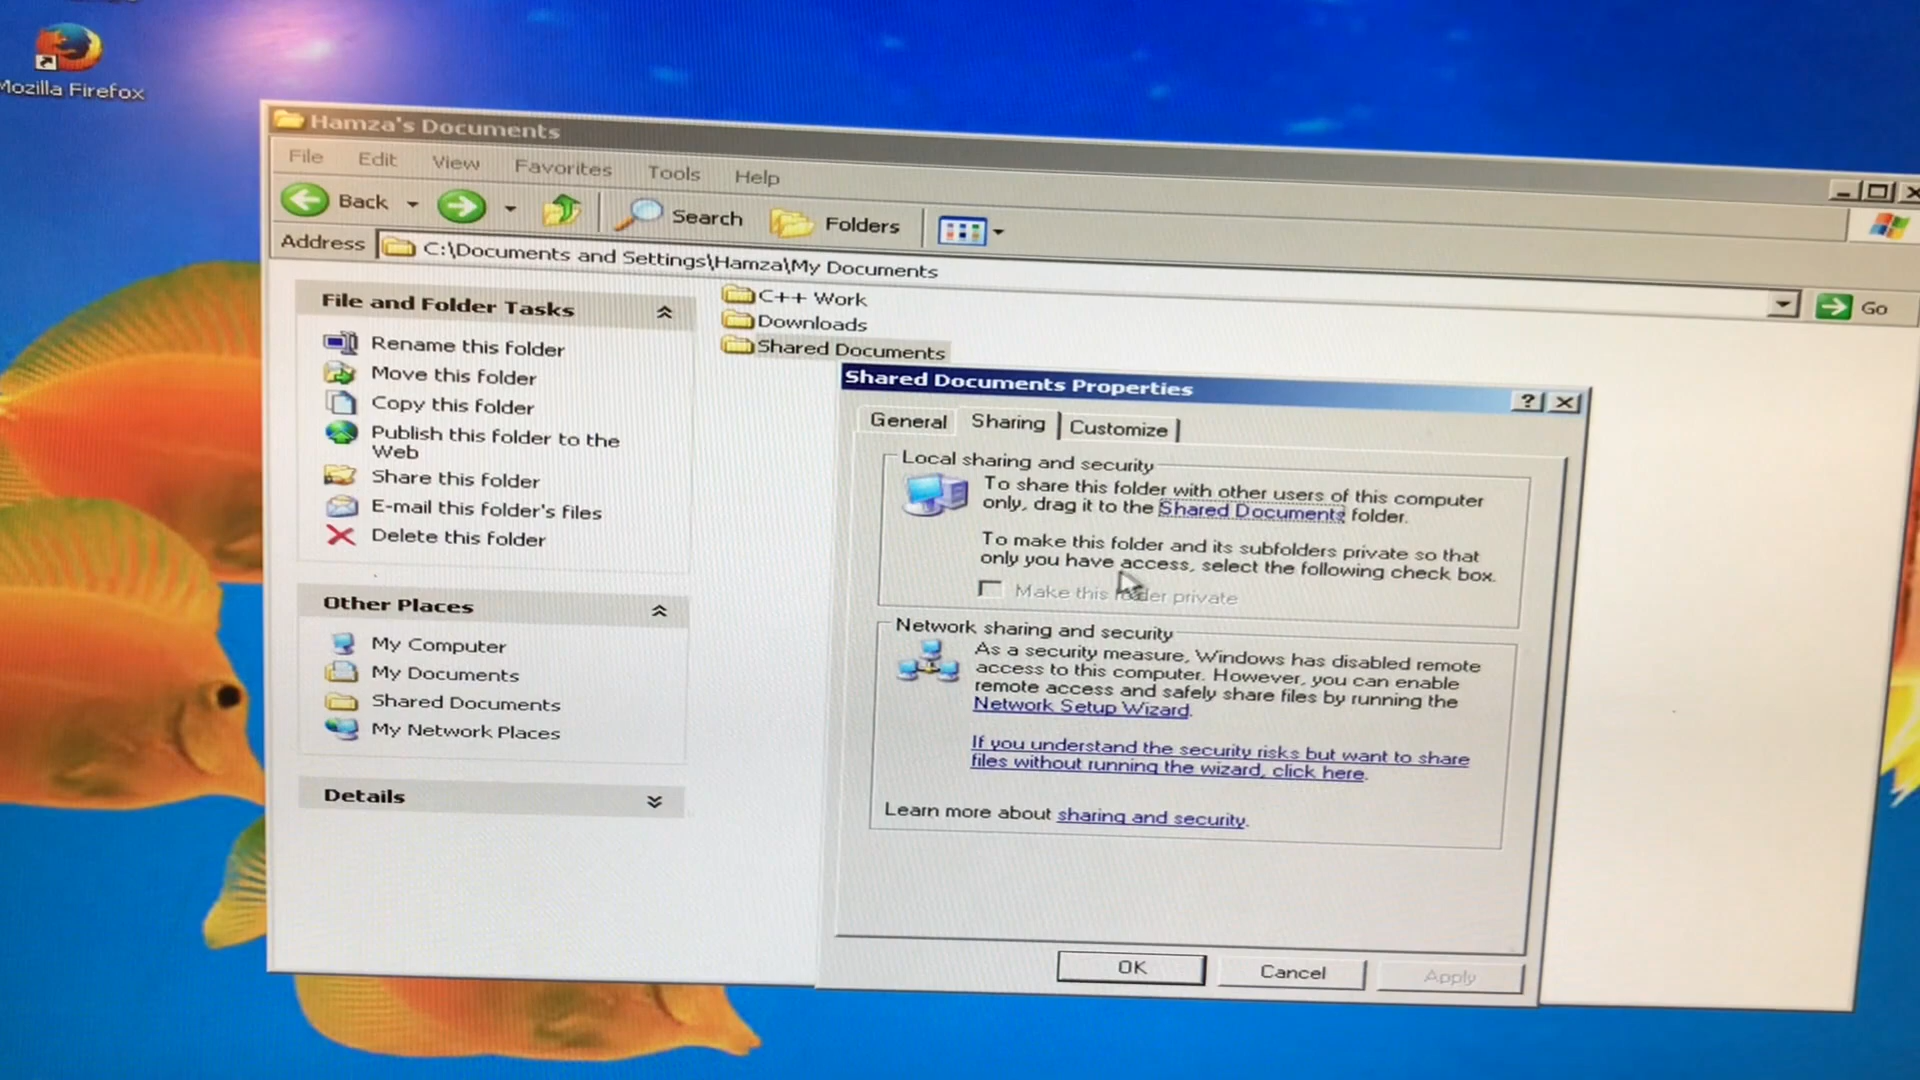 Mozilla Firefox
Hamza's Documents
File Edit View Favorites Tools Help
Back Search Folders
Address C:\Documents and Settings\Hamza\My Documents
Go
File and Folder Tasks
Rename this folder
Move this folder
Copy this folder
Publish this folder to the
Web
Share this folder
E-mail this folder's files
Delete this folder
Other Places
My Computer
My Documents
Shared Documents
My Network Places
Details
C++ Work
Downloads
Shared Documents
Shared Documents Properties
General Sharing Customize
Local sharing and security
To share this folder with other users of this computer
only, drag it to the Shared Documents folder.
To make this folder and its subfolders private so that
only you have access, select the following check box.
Make this folder private
Network sharing and security
As a security measure, Windows has disabled remote
access to this computer. However, you can enable
remote access and safely share files by running the
Network Setup Wizard.
If you understand the security risks but want to share
files without running the wizard, click here.
Learn more about sharing and security.
OK Cancel Apply